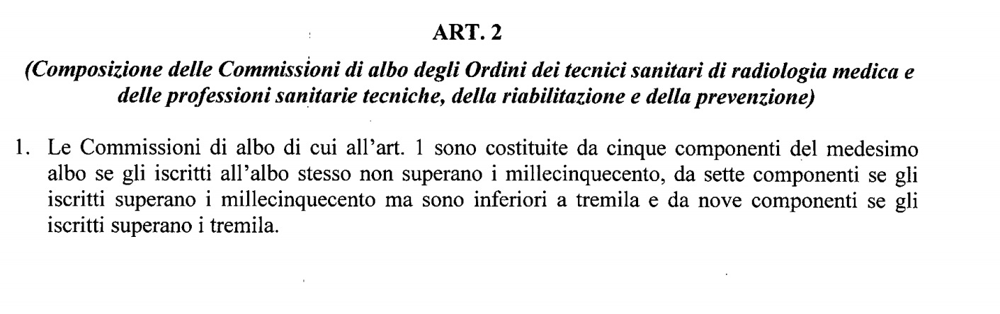 ART. 2
(Composizione delle Commissioni di albo degli Ordini dei tecnici sanitari di radiologia medica e
delle professioni sanitarie tecniche, della riabilitazione e della prevenzione)
1. Le Commissioni di albo di cui all'art. 1 sono costituite da cinque componenti del medesimo
albo se gli iscritti all'albo stesso non superano i millecinquecento, da sette componenti se gli
iscritti superano i millecinquecento ma sono inferiori a tremila e da nove componenti se gli
iscritti superano i tremila.